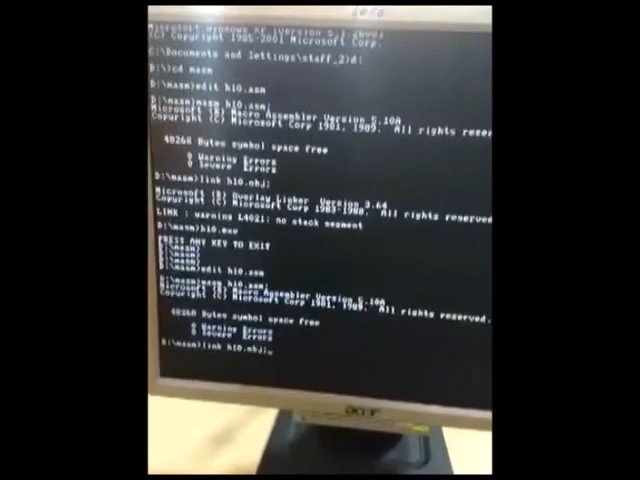 Microsoft Windows XP [Version 5.1.2600]
(C) Copyright 1985-2001 Microsoft Corp.
C:\Documents and Settings\staff_2>d:
D:\>cd masm
D:\masm>edit h10.asm
D:\masm>masm h10.asm;
Microsoft (R) Macro Assembler Version 5.10A
Copyright (C) Microsoft Corp 1981, 1989. All rights reser
Bytes symbol space free
0 Warning Errors
0 Severe Errors
D:\masm>link h10.obj;
Microsoft (R) Overlay Linker Version 3.64
Copyright (C) Microsoft Corp 1983-1988. All rights reserved
LINK : warning L4021: no stack segment
D:\masm>h10.exe
PRESS ANY KEY TO EXIT
D:\masm>
D:\masm>
D:\masm>
D:\masm>edit h10.asm
D:\masm>masm h10.asm;
Microsoft (R) Macro Assembler Version 5.10A
Copyright (C) Microsoft Corp 1981, 1989. All rights reserved.
Bytes symbol space free
0 Warning Errors
0 Severe Errors
D:\masm>link h10.obj;_
acer